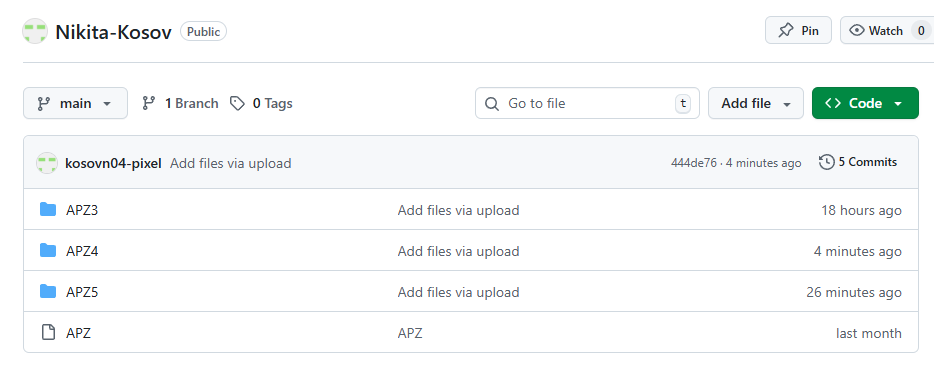 Nikita-Kosov Public Pin Watch 0
main 1 Branch 0 Tags Go to file t Add file Code
kosovn04-pixel Add files via upload 444de76 · 4 minutes ago 5 Commits
APZ3 Add files via upload 18 hours ago
APZ4 Add files via upload 4 minutes ago
APZ5 Add files via upload 26 minutes ago
APZ APZ last month